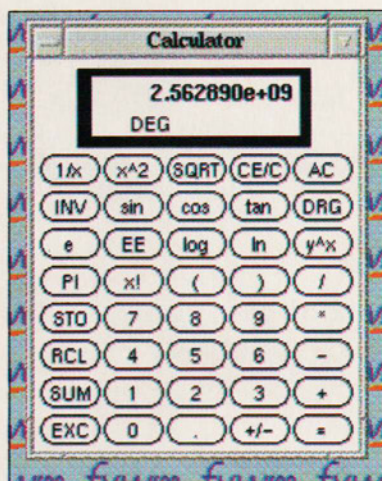 Calculator
2.562890e+09
DEG
1/x x^2 SQRT CE/C AC
INV sin cos tan DRG
e EE log ln y^x
PI x! ( ) /
STO 7 8 9 *
RCL 4 5 6 -
SUM 1 2 3 +
EXC 0 . +/- =